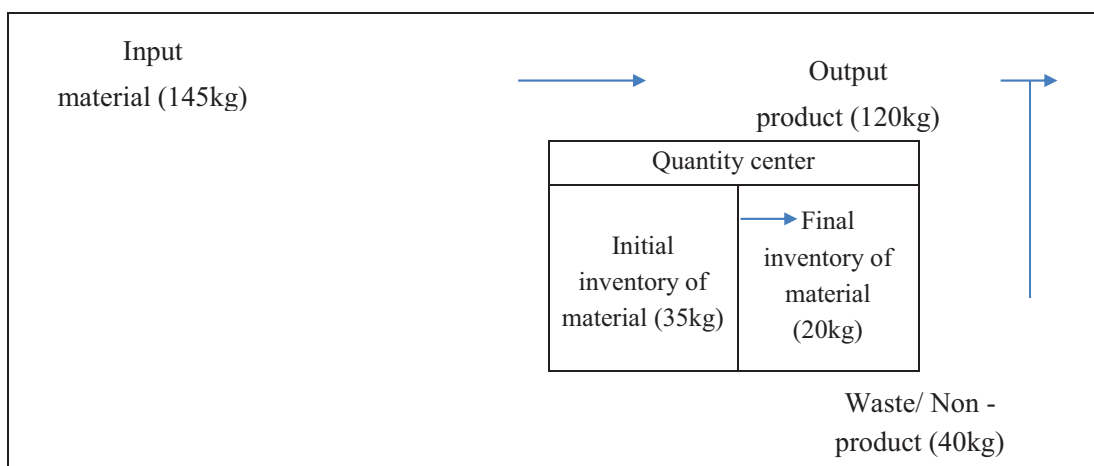 Input
material (145kg)
Output
product (120kg)
Quantity center
Initial
inventory of
material (35kg)
Final
inventory of
material
(20kg)
Waste/ Non -
product (40kg)